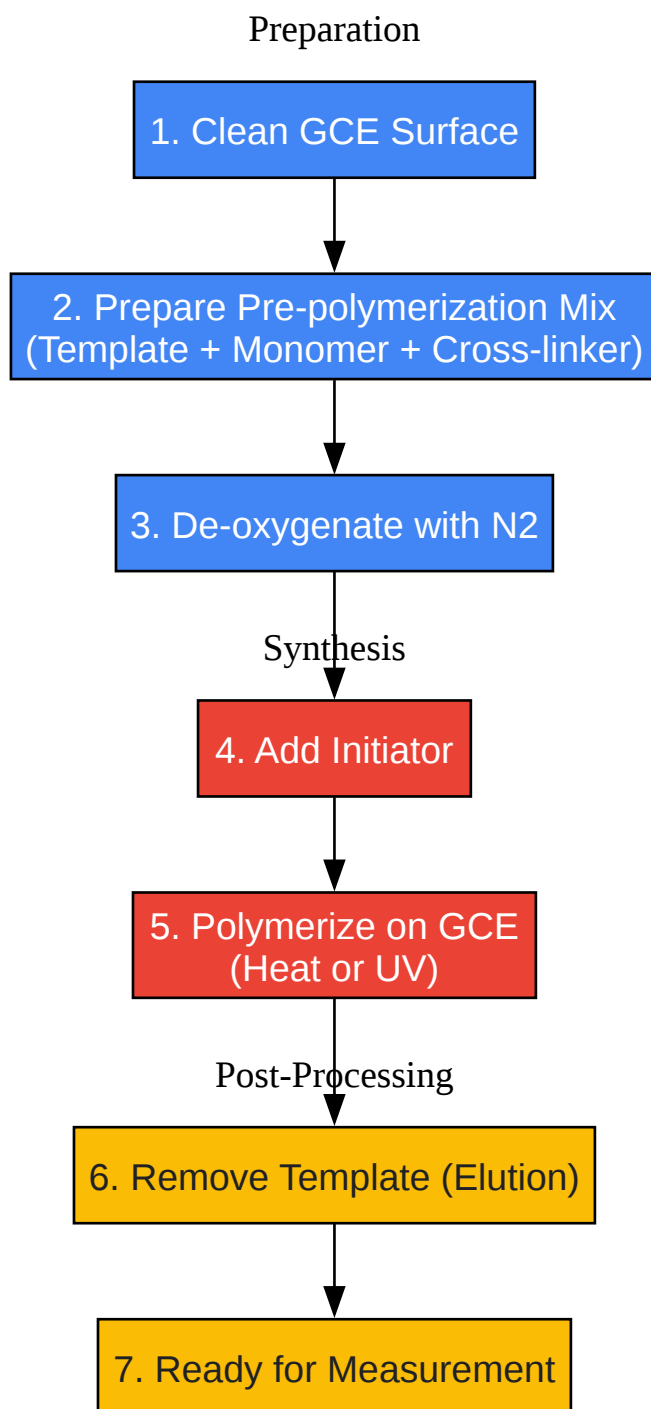 Preparation
1. Clean GCE Surface
2. Prepare Pre-polymerization Mix
(Template + Monomer + Cross-linker)
3. De-oxygenate with N2
Synthesis
4. Add Initiator
5. Polymerize on GCE
(Heat or UV)
Post-Processing
6. Remove Template (Elution)
7. Ready for Measurement